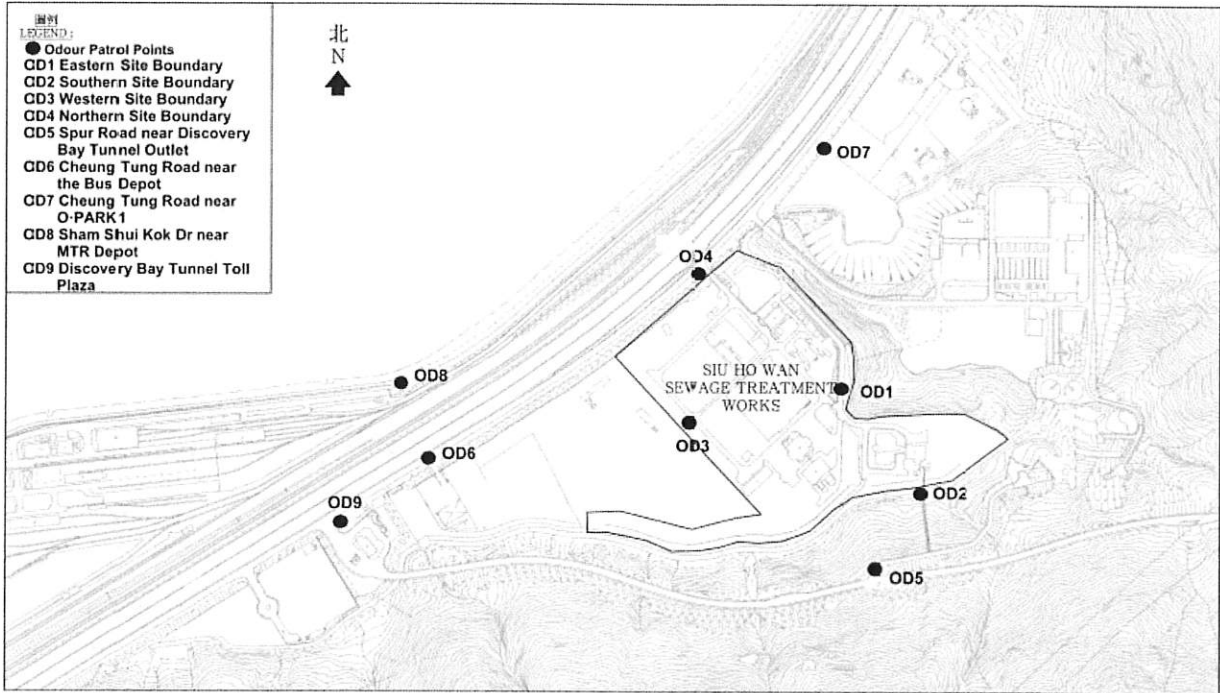 圖例
LEGEND:
Odour Patrol Points
OD1 Eastern Site Boundary
OD2 Southern Site Boundary
OD3 Western Site Boundary
OD4 Northern Site Boundary
OD5 Spur Road near Discovery
Bay Tunnel Outlet
OD6 Cheung Tung Road near
the Bus Depot
OD7 Cheung Tung Road near
O·PARK1
OD8 Sham Shui Kok Dr near
MTR Depot
OD9 Discovery Bay Tunnel Toll
Plaza
北
N
OD7
OD4
OD8
SIU HO WAN
SEWAGE TREATMENT
WORKS
OD1
OD3
OD6
OD2
OD9
OD5